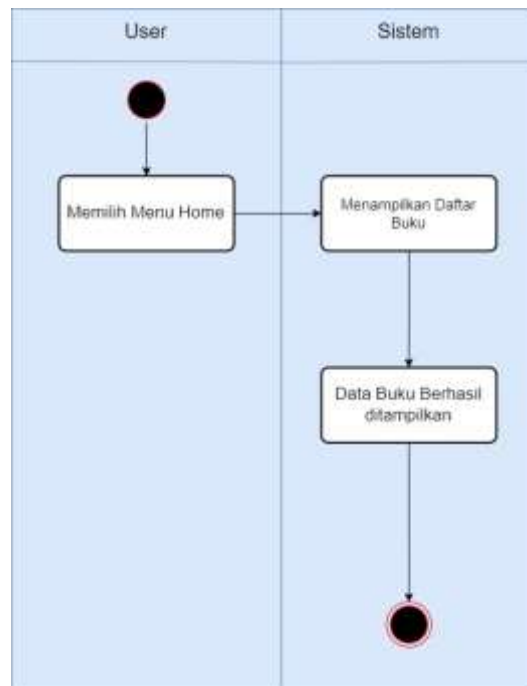 User
Sistem
Memilih Menu Home
Menampilkan Daftar
Buku
Data Buku Berhasil
ditampilkan